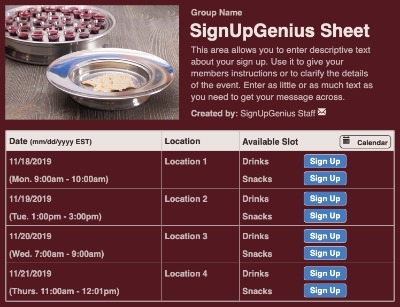 Group Name
SignUpGenius Sheet
This area allows you to enter descriptive text
about your sign up. Use it to give your
members instructions or to clarify the details
of the event. Enter as little or as much text as
you need to get your message across.
Created by: SignUpGenius Staff
Date (mm/dd/yyyy EST) Location Available Slot Calendar
11/18/2019 Location 1 Drinks Sign Up
(Mon. 9:00am - 10:00am) Snacks Sign Up
11/19/2019 Location 2 Drinks Sign Up
(Tue. 1:00pm - 3:00pm) Snacks Sign Up
11/20/2019 Location 3 Drinks Sign Up
(Wed. 7:00am - 9:00am) Snacks Sign Up
11/21/2019 Location 4 Drinks Sign Up
(Thurs. 11:00am - 12:01pm) Snacks Sign Up